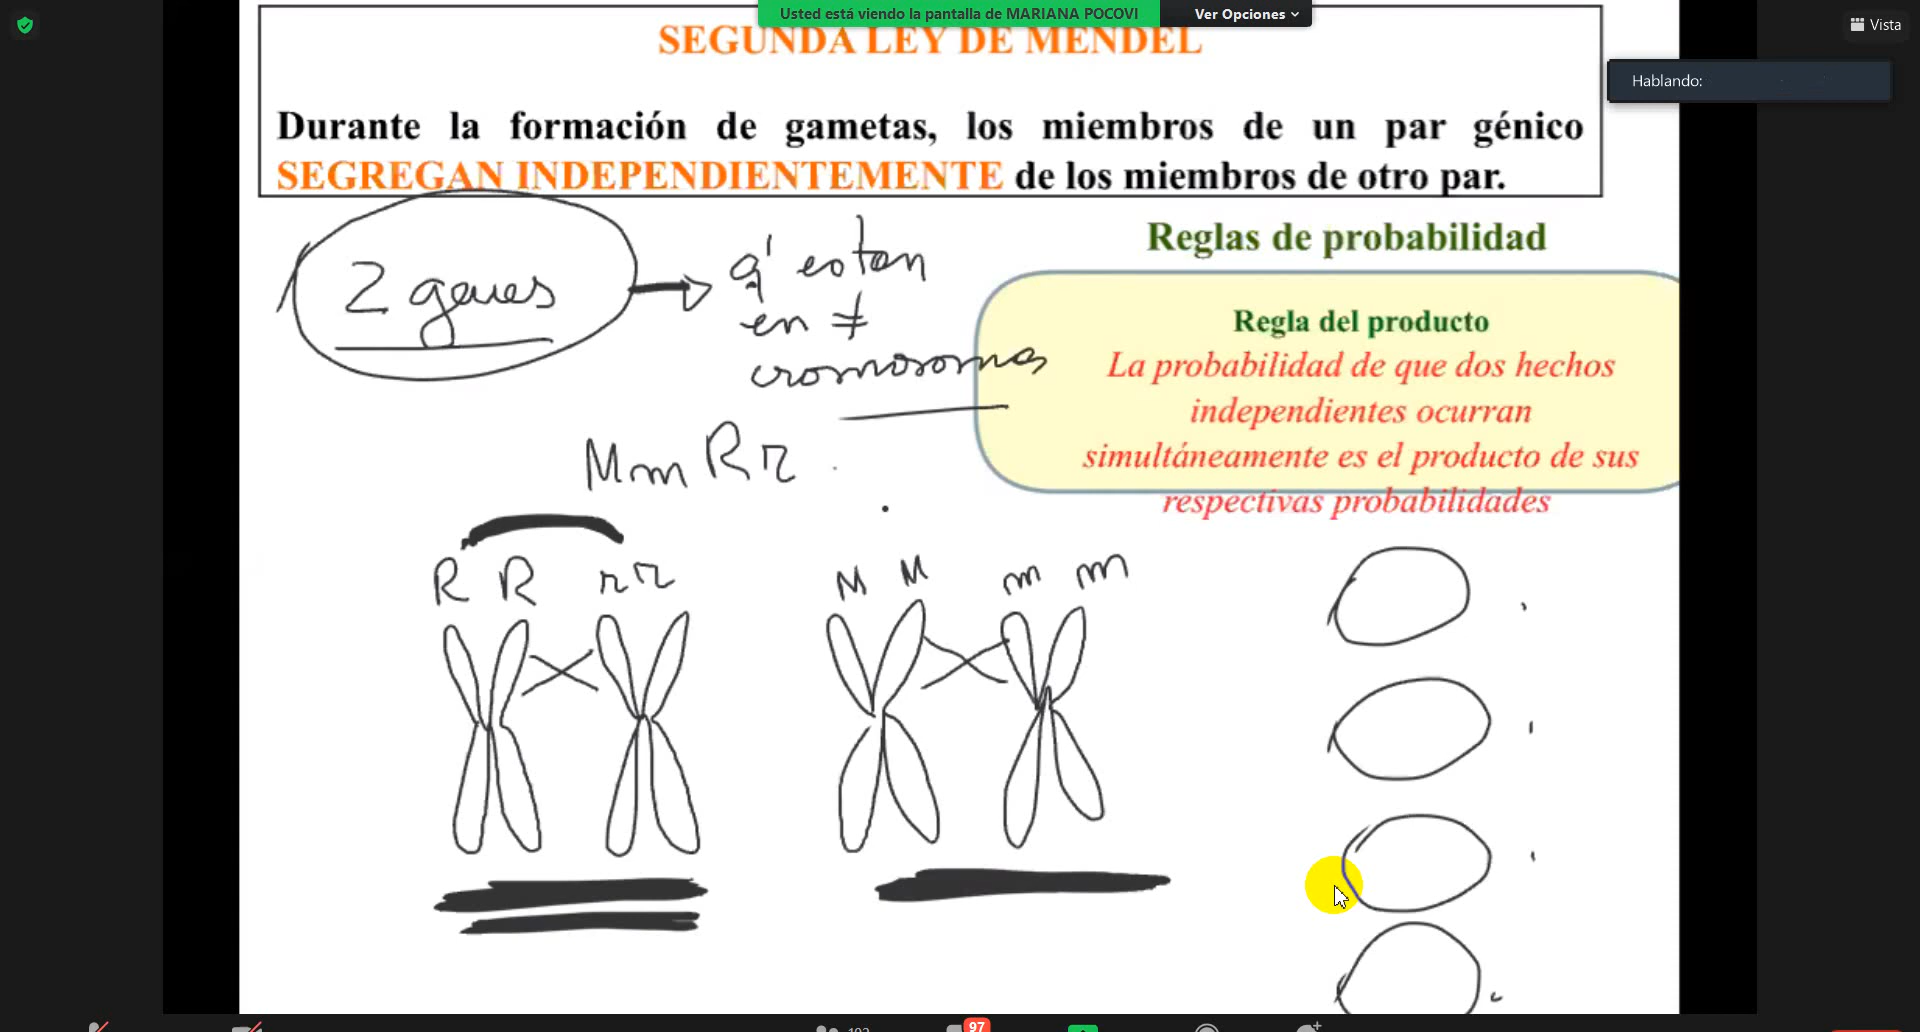 Usted está viendo la pantalla de MARIANA POCOVI
Ver Opciones
Vista
Hablando:
SEGUNDA LEY DE MENDEL
Durante la formación de gametas, los miembros de un par génico
SEGREGAN INDEPENDIENTEMENTE de los miembros de otro par.
2 genes
q' estan
en ≠
cromosomas
Reglas de probabilidad
Regla del producto
La probabilidad de que dos hechos
independientes ocurran
simultáneamente es el producto de sus
respectivas probabilidades
Mm Rr
R R r r M M m m
97